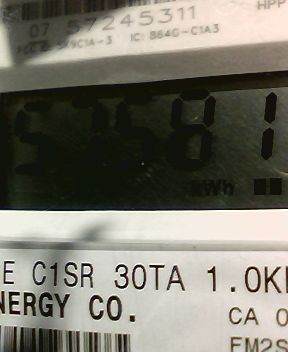 HPP
07 57245311
IC: 864G-C1A3
57581
kWh
E C1SR 30TA 1.0K
NERGY CO.
CA 0
FM2S